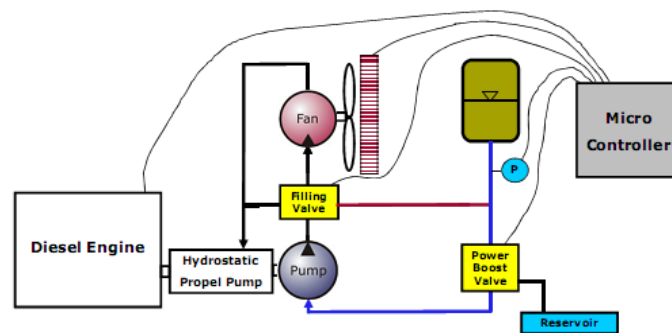 Fan
Micro
Controller
P
Filling
Valve
Diesel Engine
Hydrostatic
Propel Pump
Pump
Power
Boost
Valve
Reservoir